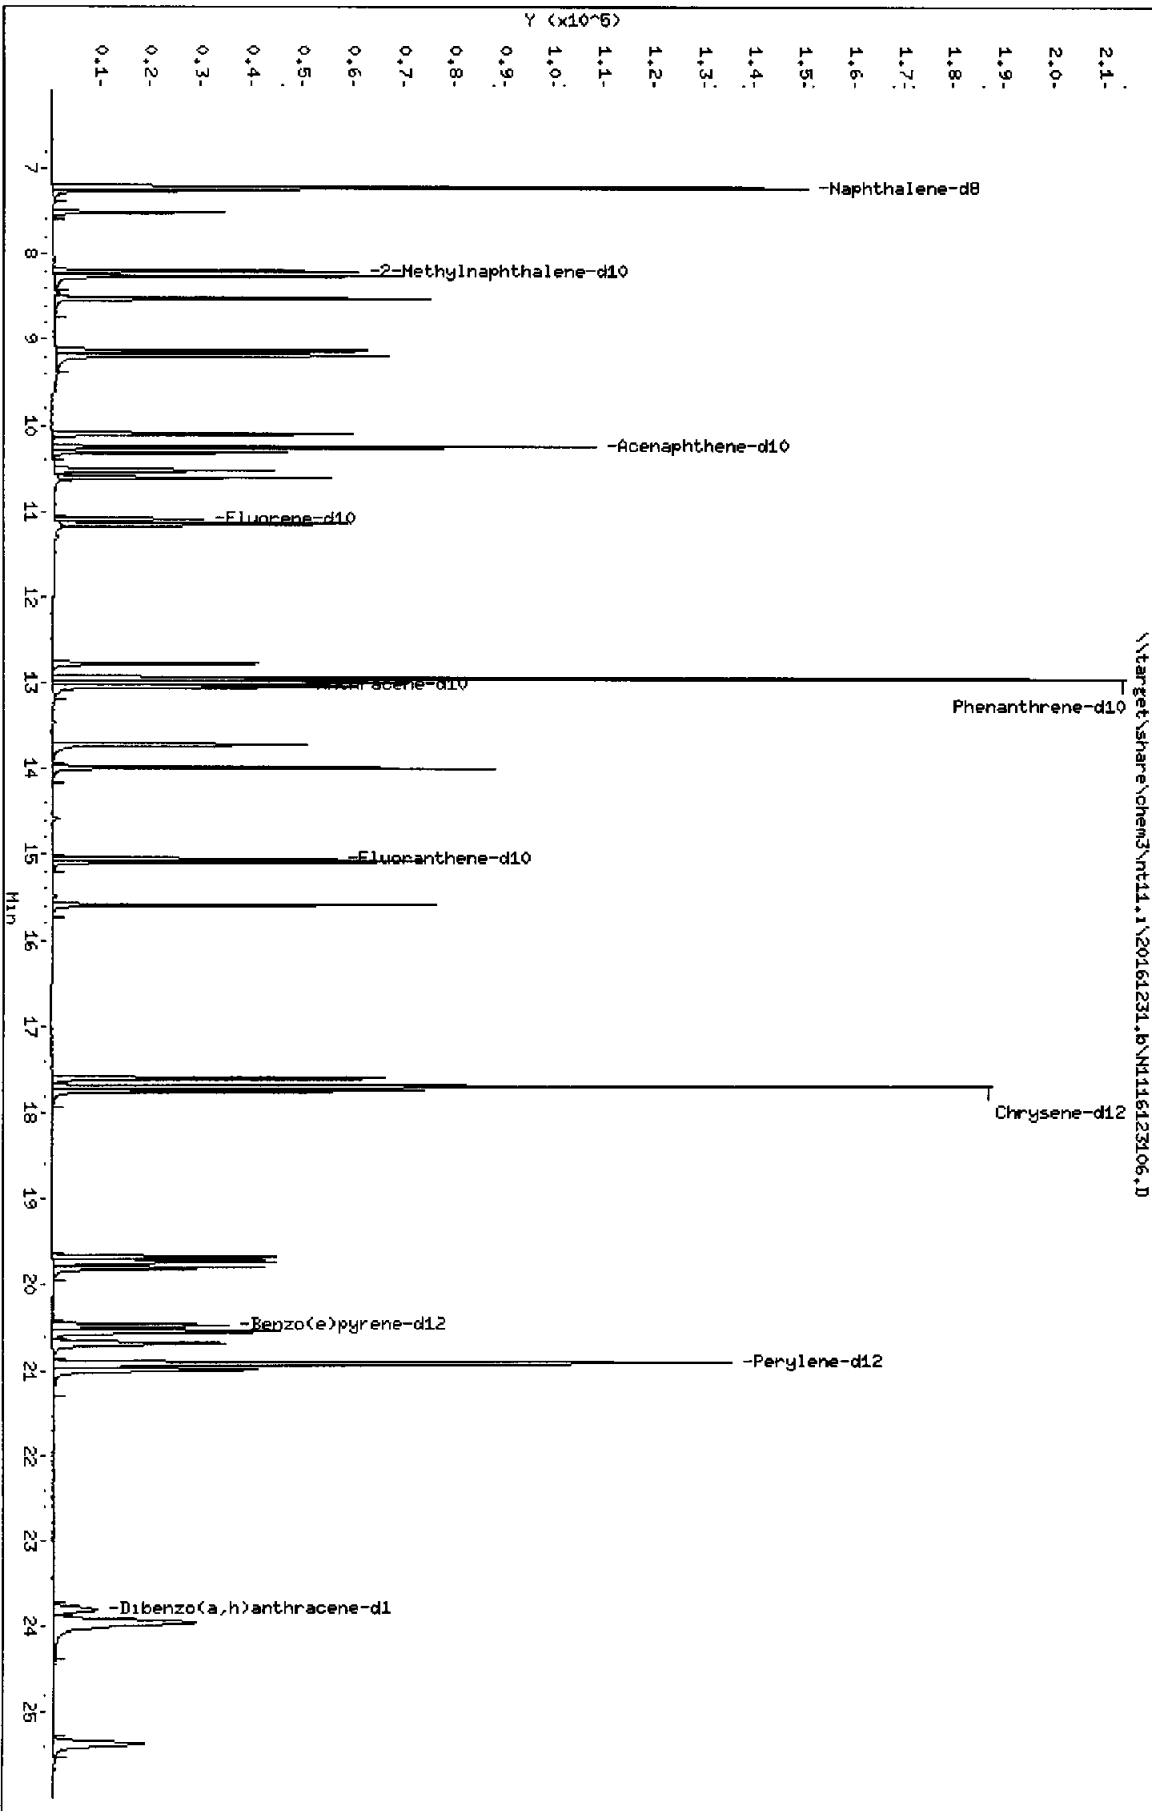 \\target\share\chem3\nt11.i\20161231.b\N1116123106.D
Y (x10^5)
0.1
0.2
0.3
0.4
0.5
0.6
0.7
0.8
0.9
1.0
1.1
1.2
1.3
1.4
1.5
1.6
1.7
1.8
1.9
2.0
2.1
-Naphthalene-d8
-2-Methylnaphthalene-d10
-Acenaphthene-d10
-Fluorene-d10
-Anthracene-d10
Phenanthrene-d10
-Fluoranthene-d10
Chrysene-d12
-Benzo(e)pyrene-d12
-Perylene-d12
-Dibenzo(a,h)anthracene-d1
7
8
9
10
11
12
13
14
15
16
17
18
19
20
21
22
23
24
25
Min